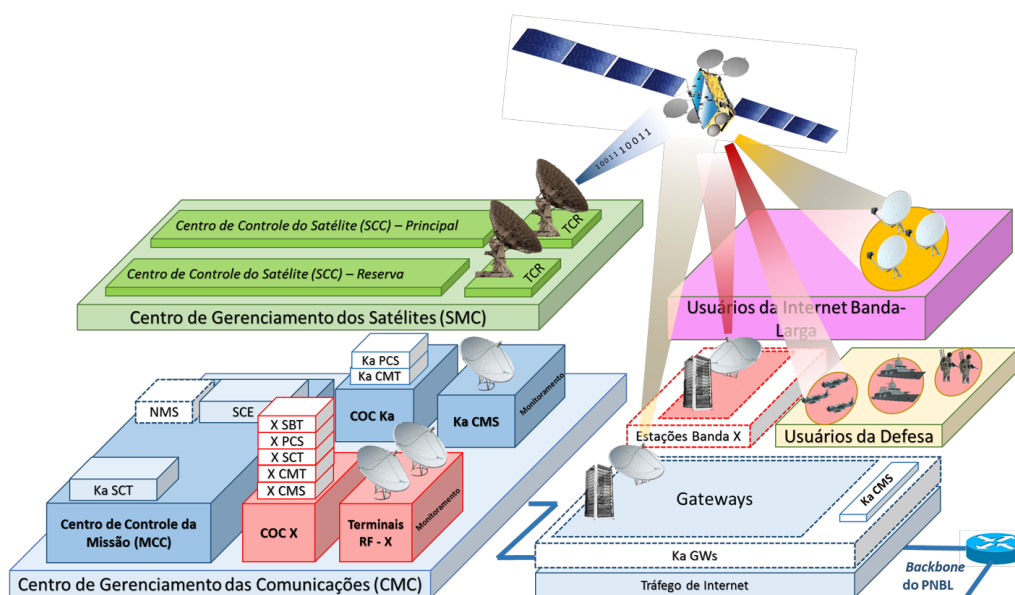 10011110011
Centro de Controle do Satélite (SCC) – Principal
TCR
Centro de Controle do Satélite (SCC) – Reserva
TCR
Centro de Gerenciamento dos Satélites (SMC)
Usuários da Internet Banda-
Larga
Ka PCS
Ka CMT
NMS
SCE
COC Ka
Ka CMS
Monitoramento
X SBT
X PCS
X SCT
X CMT
X CMS
Ka SCT
Centro de Controle da
Missão (MCC)
COC X
Terminais
RF - X
Monitoramento
Centro de Gerenciamento das Comunicações (CMC)
Estações Banda X
Usuários da Defesa
Gateways
Ka CMS
Ka GWs
Tráfego de Internet
Backbone
do PNBL